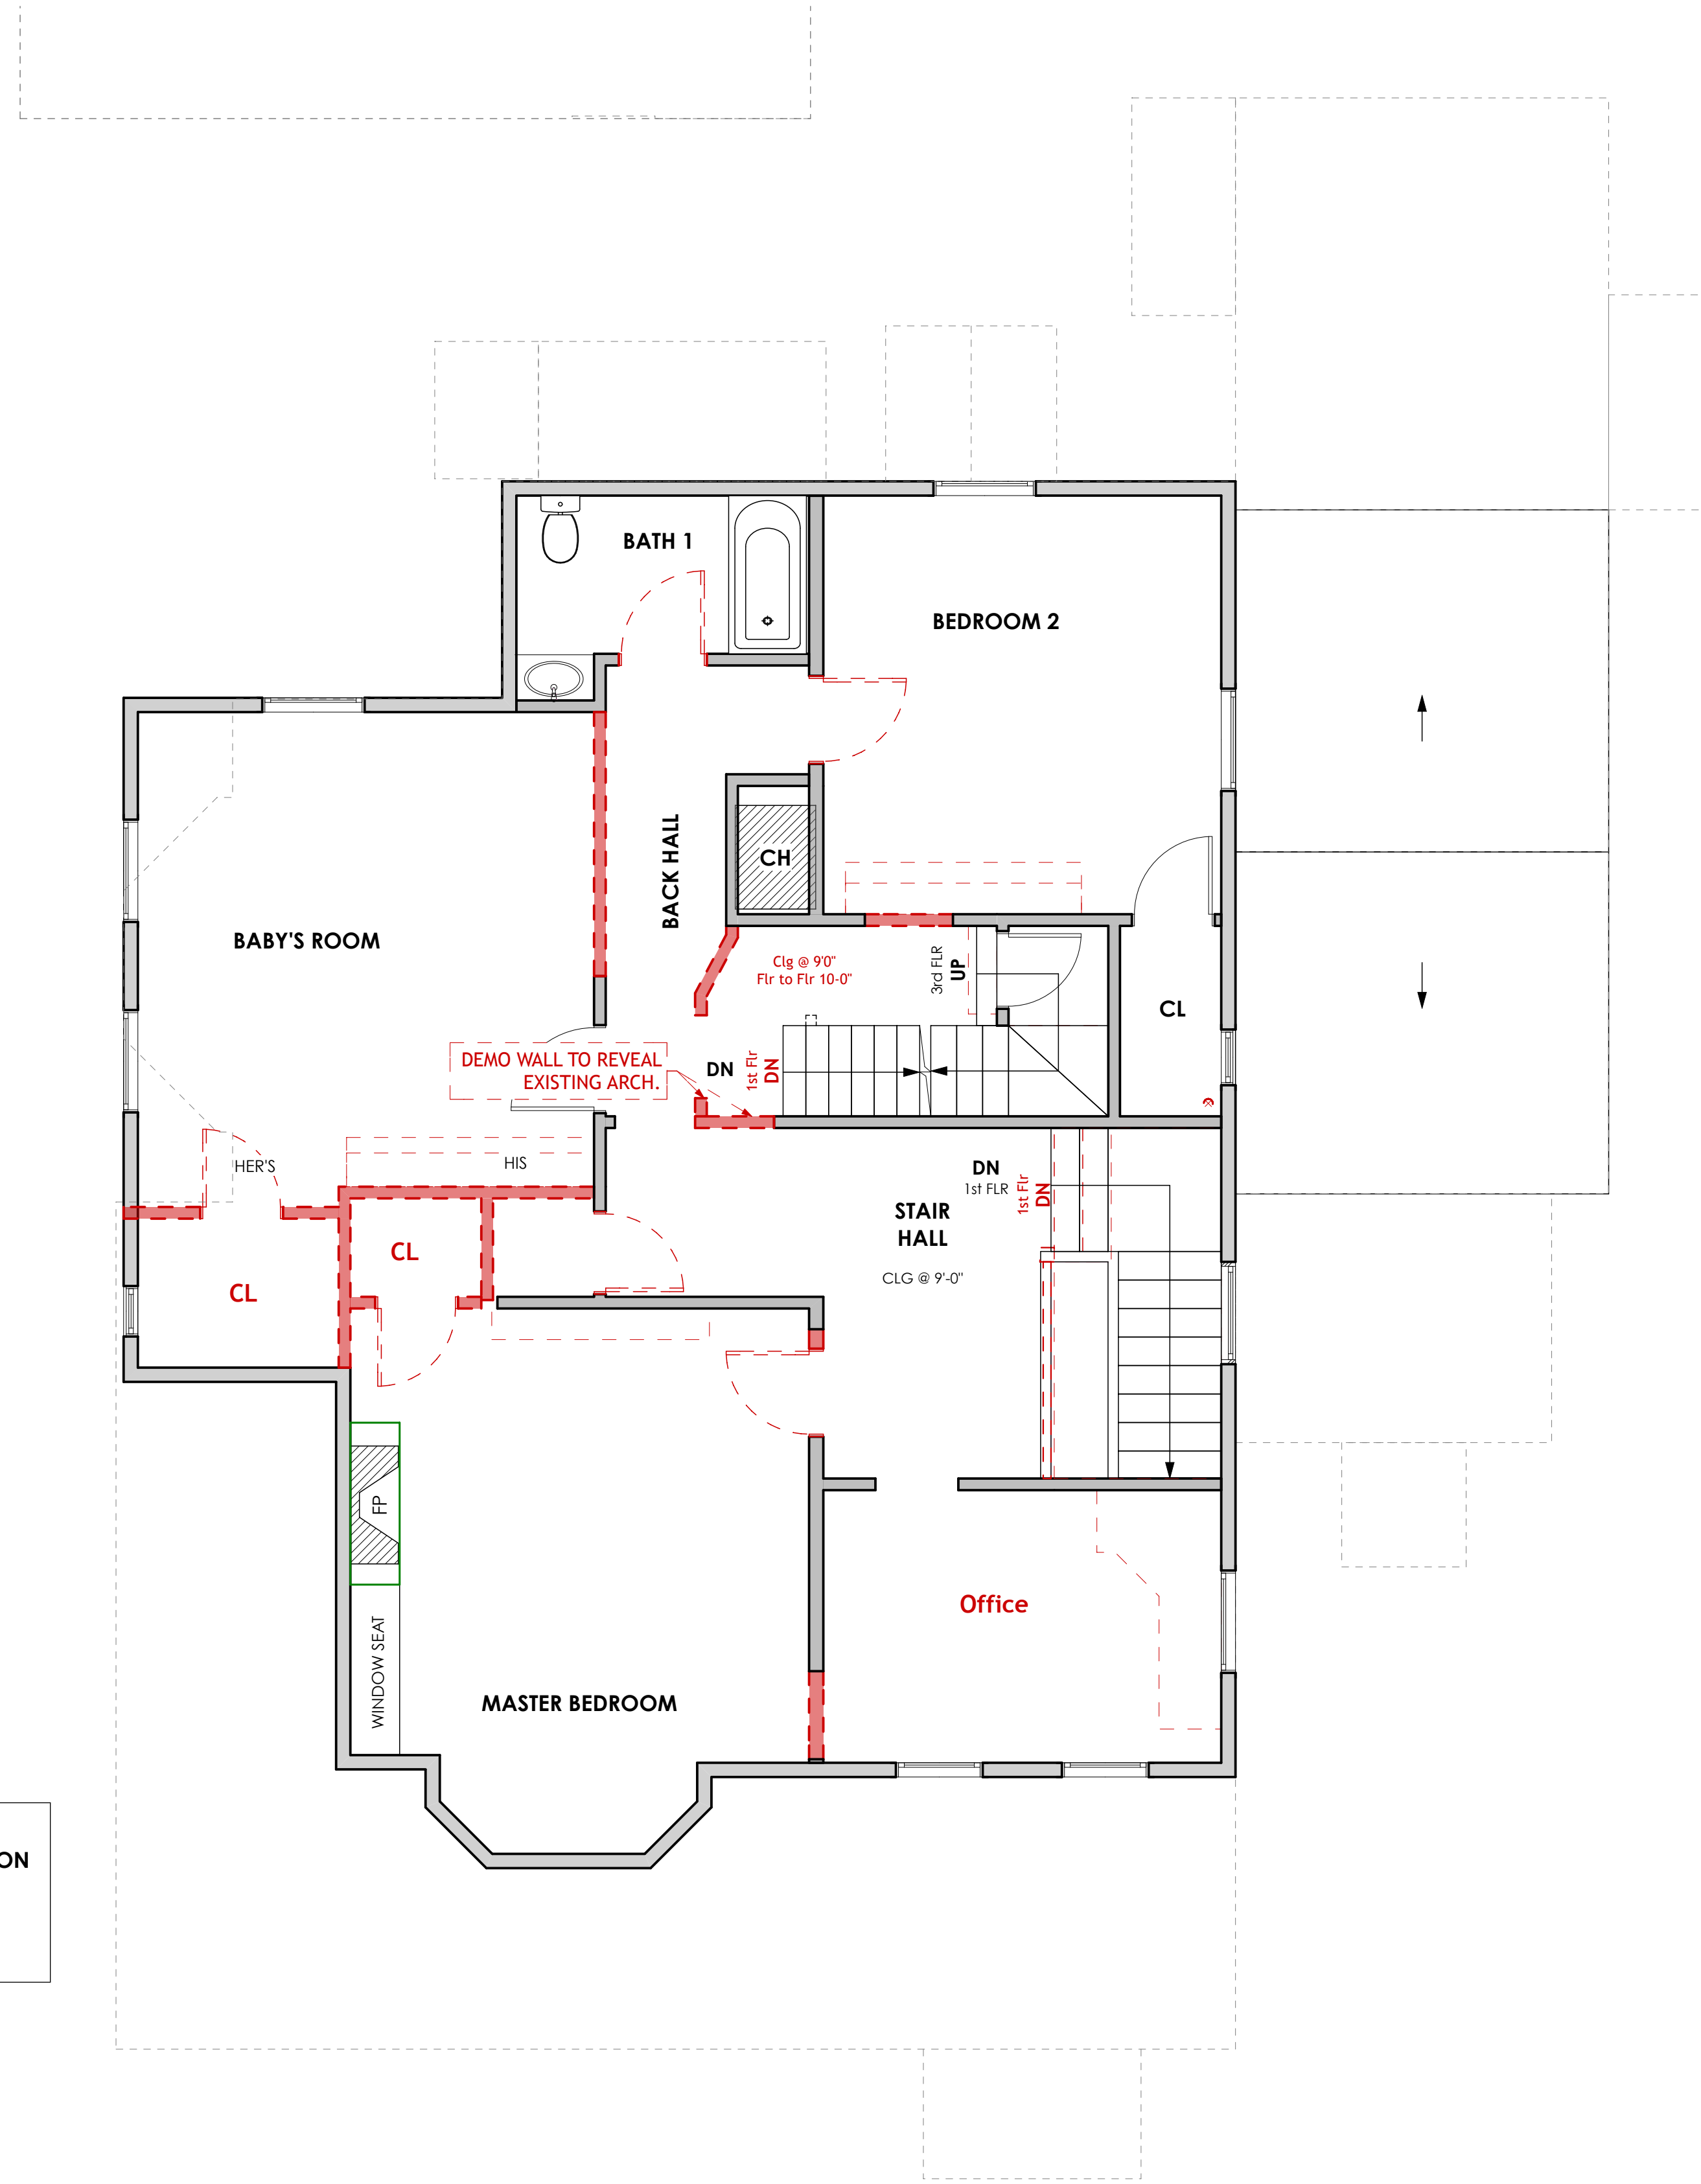 BATH 1
BEDROOM 2
BACK HALL
CH
BABY'S ROOM
Clg @ 9'0"
Flr to Flr 10-0"
3rd FLR
UP
CL
DEMO WALL TO REVEAL
EXISTING ARCH.
DN
1st Flr
DN
HER'S
HIS
DN
1st FLR
1st Flr
DN
STAIR
HALL
CLG @ 9'-0"
CL
CL
FP
WINDOW SEAT
Office
MASTER BEDROOM
ON